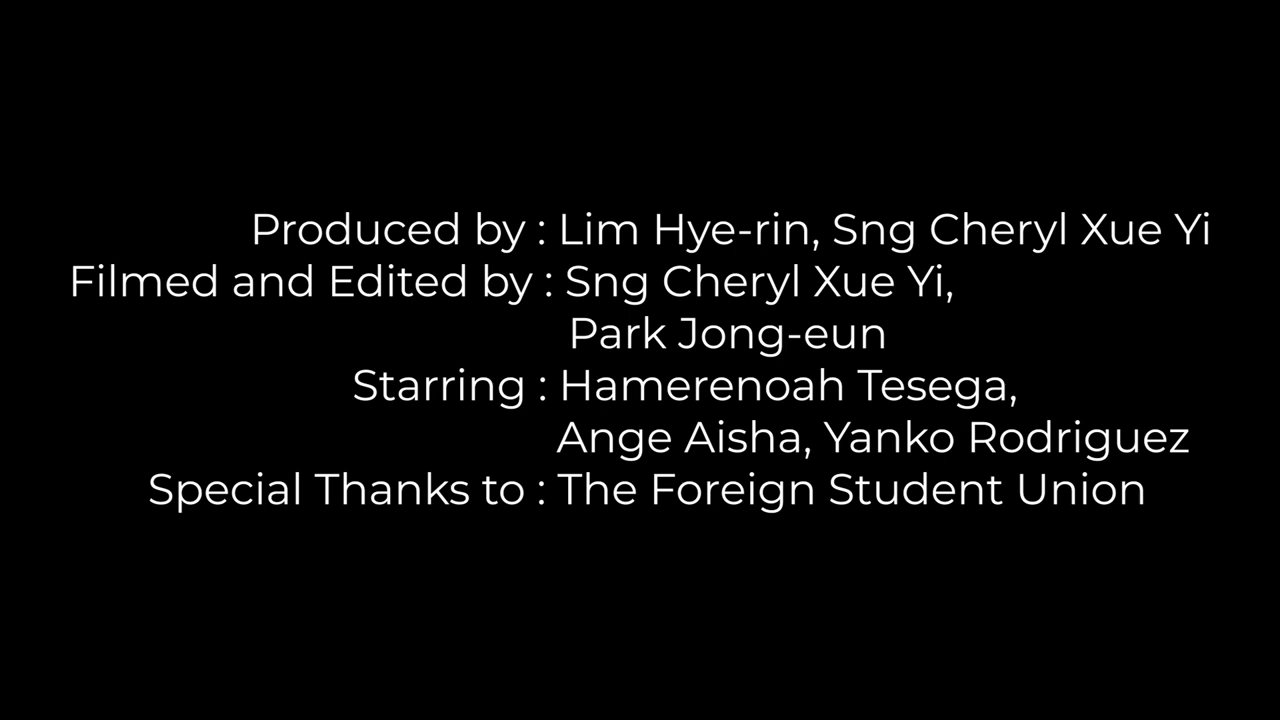 Produced by : Lim Hye-rin, Sng Cheryl Xue Yi
Filmed and Edited by : Sng Cheryl Xue Yi,
Park Jong-eun
Starring : Hamerenoah Tesega,
Ange Aisha, Yanko Rodriguez
Special Thanks to : The Foreign Student Union